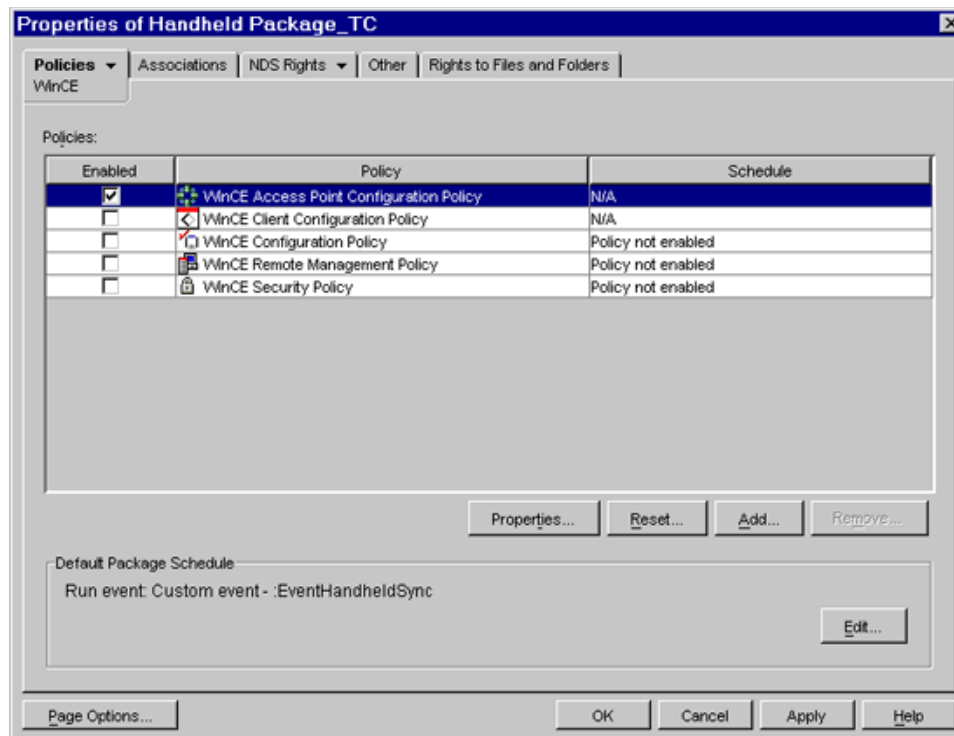 Properties of Handheld Package_TC
Policies Associations NDS Rights Other Rights to Files and Folders
WinCE
Policies:
Enabled Policy Schedule
WinCE Access Point Configuration Policy N/A
WinCE Client Configuration Policy N/A
WinCE Configuration Policy Policy not enabled
WinCE Remote Management Policy Policy not enabled
WinCE Security Policy Policy not enabled
Properties... Reset... Add... Remove...
Default Package Schedule
Run event: Custom event - :EventHandheldSync
Edit...
Page Options... OK Cancel Apply Help